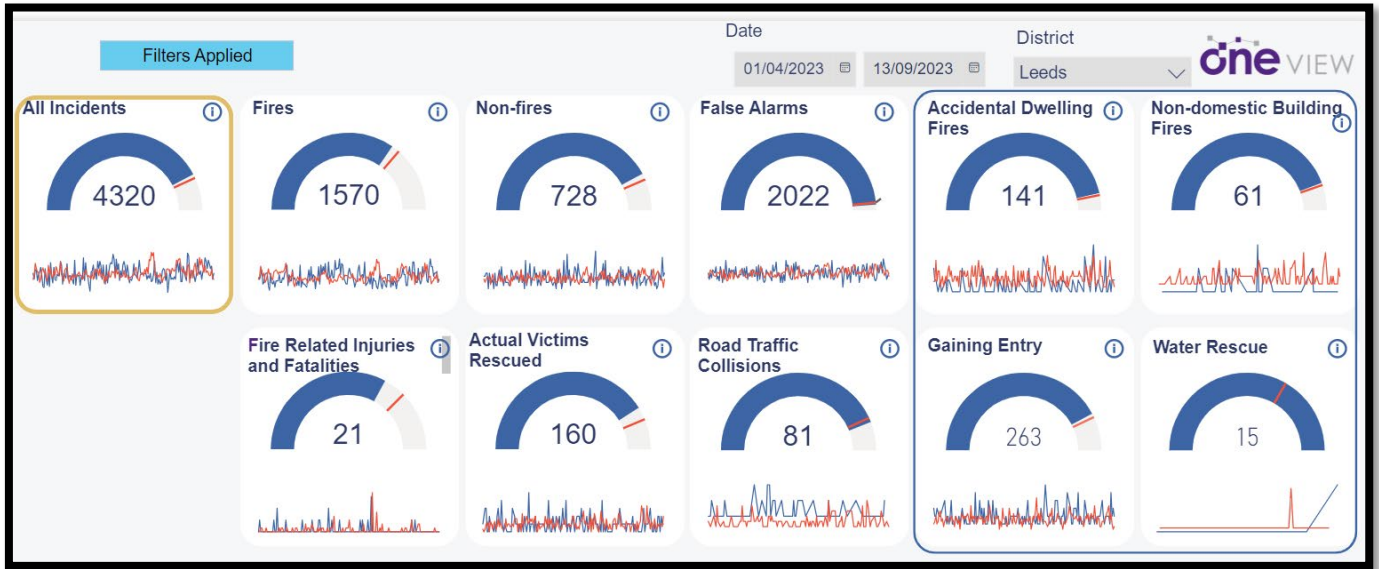 Filters Applied
Date
01/04/2023
13/09/2023
District
Leeds
one VIEW
All Incidents
4320
Fires
1570
Non-fires
728
False Alarms
2022
Accidental Dwelling
Fires
141
Non-domestic Building
Fires
61
Fire Related Injuries
and Fatalities
21
Actual Victims
Rescued
160
Road Traffic
Collisions
81
Gaining Entry
263
Water Rescue
15